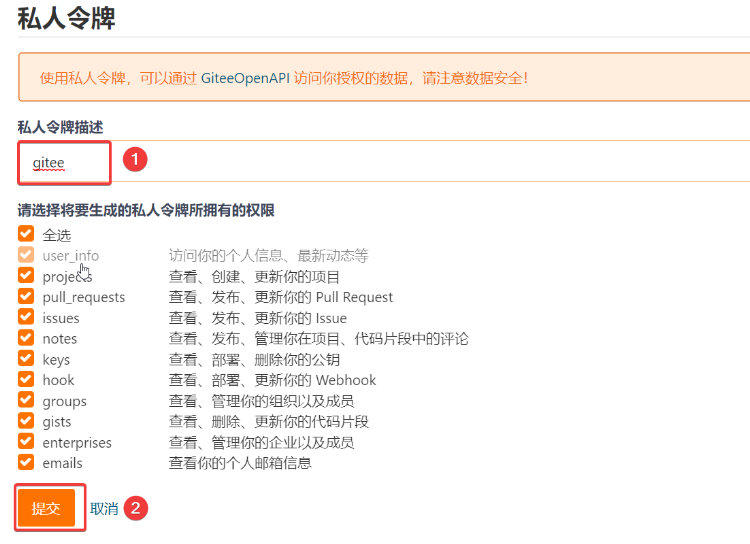 私人令牌
使用私人令牌，可以通过 GiteeOpenAPI 访问你授权的数据，请注意数据安全！
私人令牌描述
gitee 1
请选择将要生成的私人令牌所拥有的权限
全选
user_info 访问你的个人信息、最新动态等
projects 查看、创建、更新你的项目
pull_requests 查看、发布、更新你的 Pull Request
issues 查看、发布、更新你的 Issue
notes 查看、发布、管理你在项目、代码片段中的评论
keys 查看、部署、删除你的公钥
hook 查看、部署、更新你的 Webhook
groups 查看、管理你的组织以及成员
gists 查看、删除、更新你的代码片段
enterprises 查看、管理你的企业以及成员
emails 查看你的个人邮箱信息
提交 取消 2